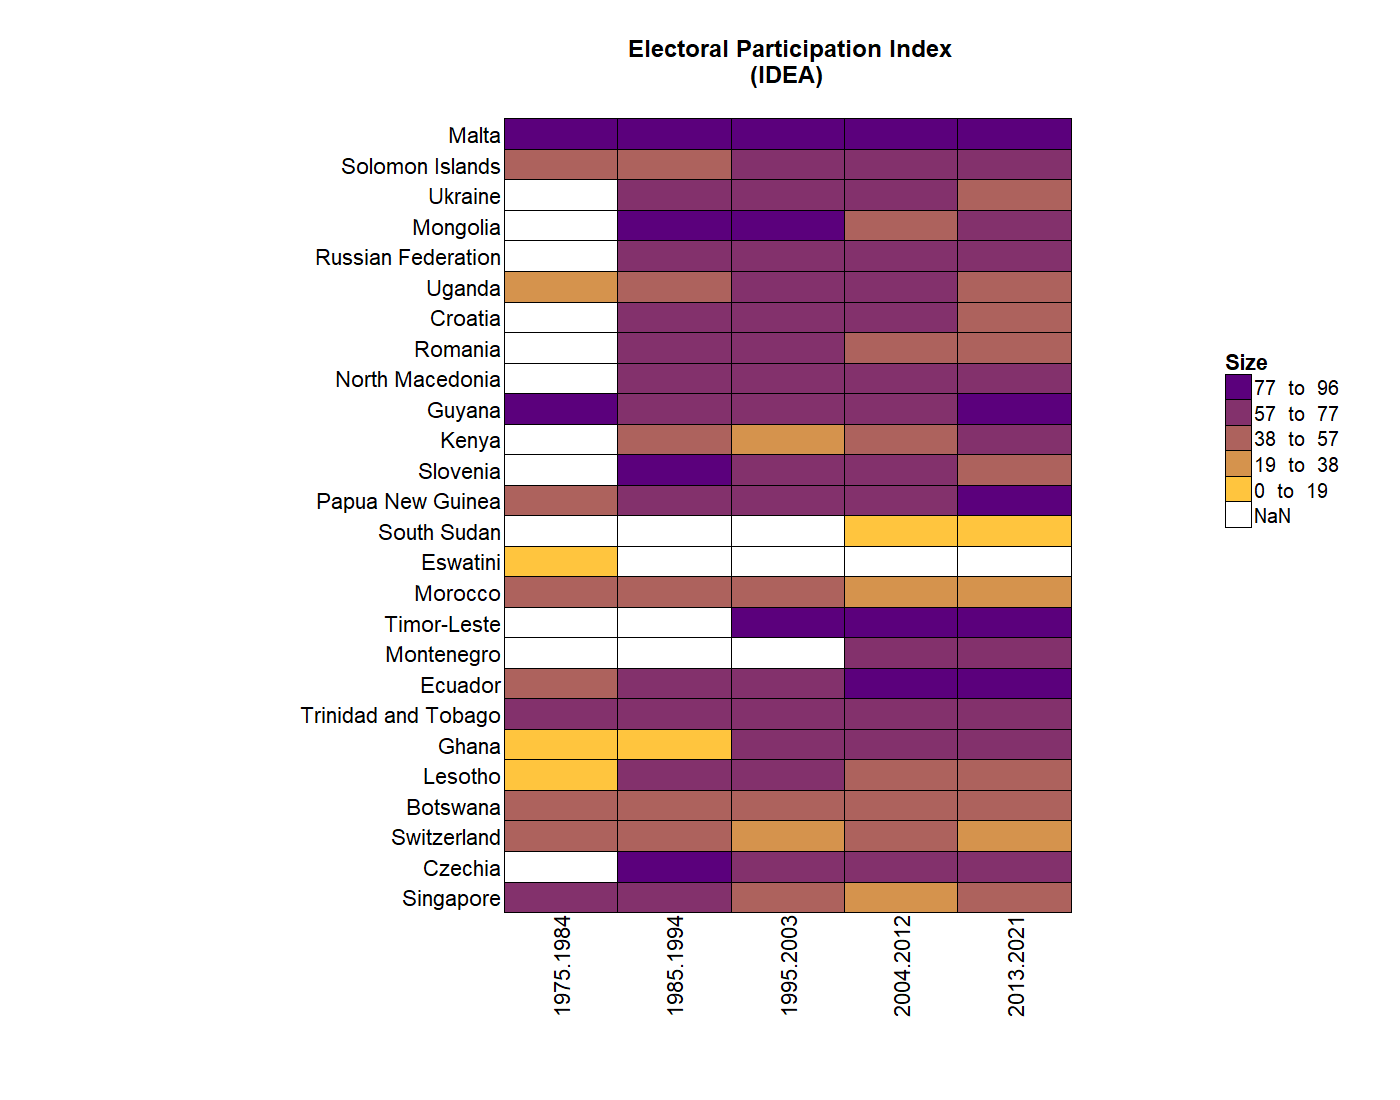 Electoral Participation Index
(IDEA)
Malta
Solomon Islands
Ukraine
Mongolia
Russian Federation
Uganda
Croatia
Romania
North Macedonia
Guyana
Kenya
Slovenia
Papua New Guinea
South Sudan
Eswatini
Morocco
Timor-Leste
Montenegro
Ecuador
Trinidad and Tobago
Ghana
Lesotho
Botswana
Switzerland
Czechia
Singapore
1975.1984
1985.1994
1995.2003
2004.2012
2013.2021
Size
77 to 96
57 to 77
38 to 57
19 to 38
0 to 19
NaN